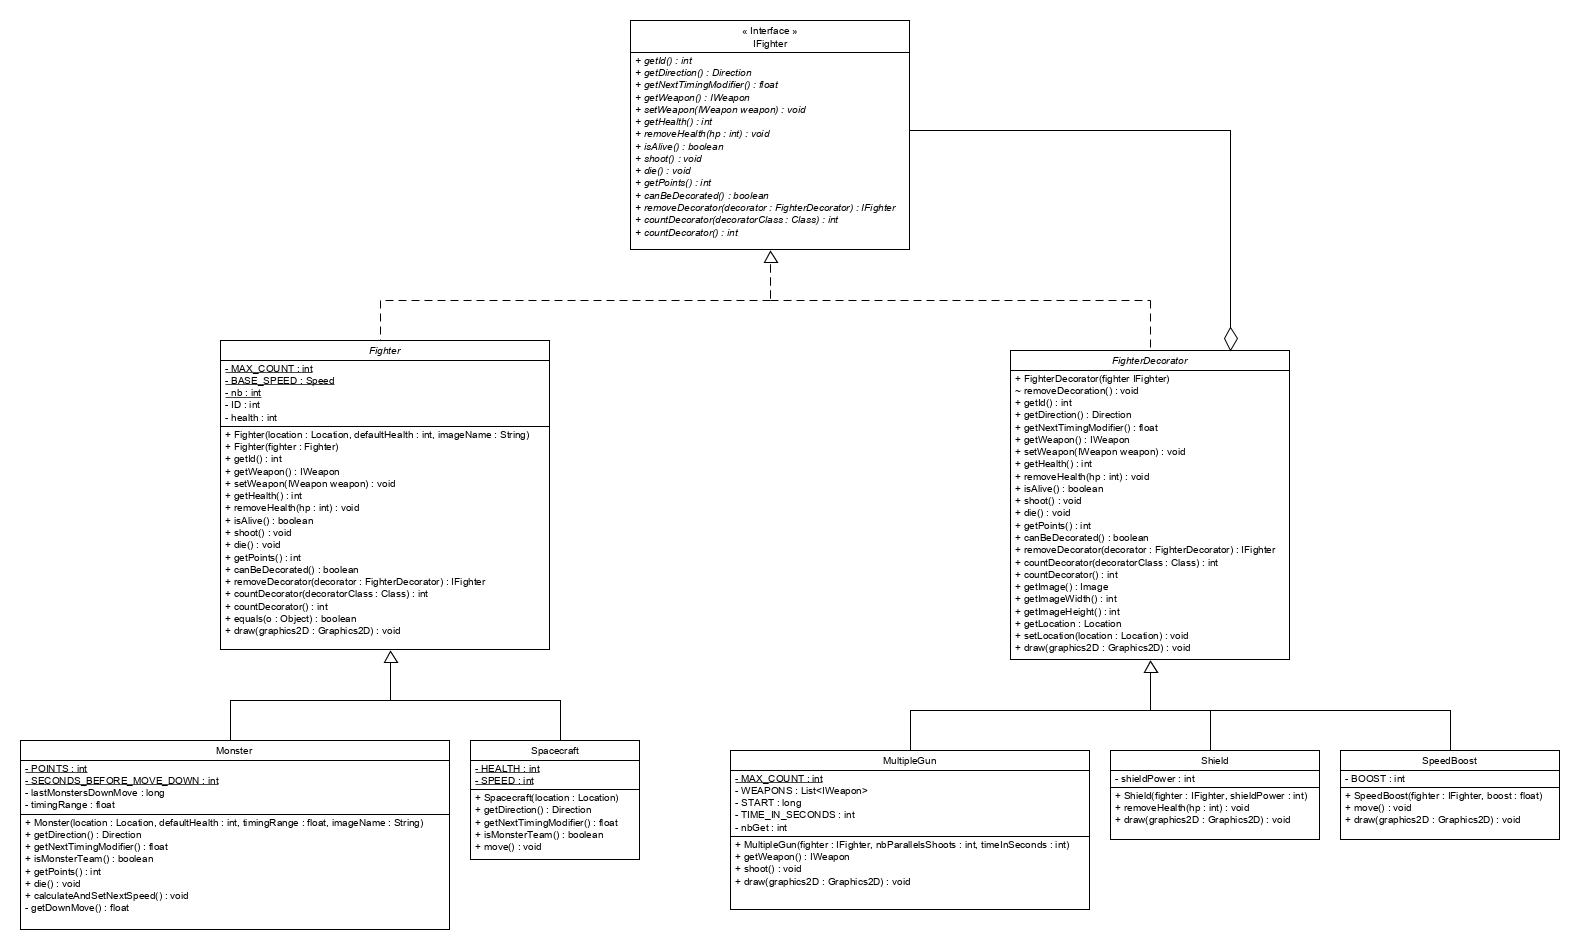 « Interface »
IFighter
+ getId() : int
+ getDirection() : Direction
+ getNextTimingModifier() : float
+ getWeapon() : IWeapon
+ setWeapon(IWeapon weapon) : void
+ getHealth() : int
+ removeHealth(hp : int) : void
+ isAlive() : boolean
+ shoot() : void
+ die() : void
+ getPoints() : int
+ canBeDecorated() : boolean
+ removeDecorator(decorator : FighterDecorator) : IFighter
+ countDecorator(decoratorClass : Class) : int
+ countDecorator() : int
Fighter
- MAX_COUNT : int
- BASE_SPEED : Speed
- nb : int
- ID : int
- health : int
+ Fighter(location : Location, defaultHealth : int, imageName : String)
+ Fighter(fighter : Fighter)
+ getId() : int
+ getWeapon() : IWeapon
+ setWeapon(IWeapon weapon) : void
+ getHealth() : int
+ removeHealth(hp : int) : void
+ isAlive() : boolean
+ shoot() : void
+ die() : void
+ getPoints() : int
+ canBeDecorated() : boolean
+ removeDecorator(decorator : FighterDecorator) : IFighter
+ countDecorator(decoratorClass : Class) : int
+ countDecorator() : int
+ equals(o : Object) : boolean
+ draw(graphics2D : Graphics2D) : void
FighterDecorator
+ FighterDecorator(fighter IFighter)
~ removeDecoration() : void
+ getId() : int
+ getDirection() : Direction
+ getNextTimingModifier() : float
+ getWeapon() : IWeapon
+ setWeapon(IWeapon weapon) : void
+ getHealth() : int
+ removeHealth(hp : int) : void
+ isAlive() : boolean
+ shoot() : void
+ die() : void
+ getPoints() : int
+ canBeDecorated() : boolean
+ removeDecorator(decorator : FighterDecorator) : IFighter
+ countDecorator(decoratorClass : Class) : int
+ countDecorator() : int
+ getImage() : Image
+ getImageWidth() : int
+ getImageHeight() : int
+ getLocation : Location
+ setLocation(location : Location) : void
+ draw(graphics2D : Graphics2D) : void
Monster
- POINTS : int
- SECONDS_BEFORE_MOVE_DOWN : int
- lastMonstersDownMove : long
- timingRange : float
+ Monster(location : Location, defaultHealth : int, timingRange : float, imageName : String)
+ getDirection() : Direction
+ getNextTimingModifier() : float
+ isMonsterTeam() : boolean
+ getPoints() : int
+ die() : void
+ calculateAndSetNextSpeed() : void
- getDownMove() : float
Spacecraft
- HEALTH : int
- SPEED : int
+ Spacecraft(location : Location)
+ getDirection() : Direction
+ getNextTimingModifier() : float
+ isMonsterTeam() : boolean
+ move() : void
MultipleGun
- MAX_COUNT : int
- WEAPONS : List<IWeapon>
- START : long
- TIME_IN_SECONDS : int
- nbGet : int
+ MultipleGun(fighter : IFighter, nbParallelsShoots : int, timeInSeconds : int)
+ getWeapon() : IWeapon
+ shoot() : void
+ draw(graphics2D : Graphics2D) : void
Shield
- shieldPower : int
+ Shield(fighter : IFighter, shieldPower : int)
+ removeHealth(hp : int) : void
+ draw(graphics2D : Graphics2D) : void
SpeedBoost
- BOOST : int
+ SpeedBoost(fighter : IFighter, boost : float)
+ move() : void
+ draw(graphics2D : Graphics2D) : void